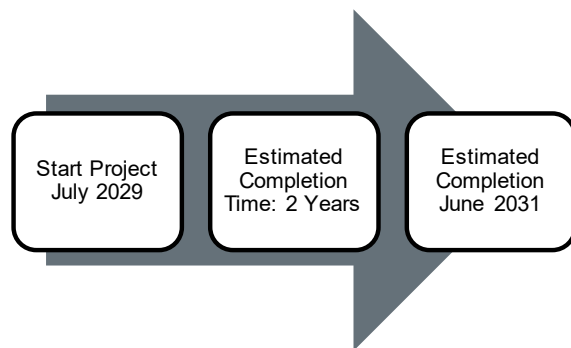 Start Project
July 2029
Estimated
Completion
Time: 2 Years
Estimated
Completion
June 2031